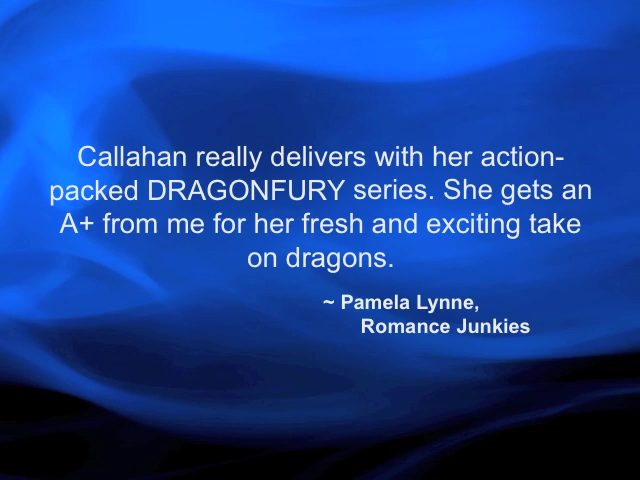 Callahan really delivers with her action-
packed DRAGONFURY series. She gets an
A+ from me for her fresh and exciting take
on dragons.
~ Pamela Lynne,
Romance Junkies